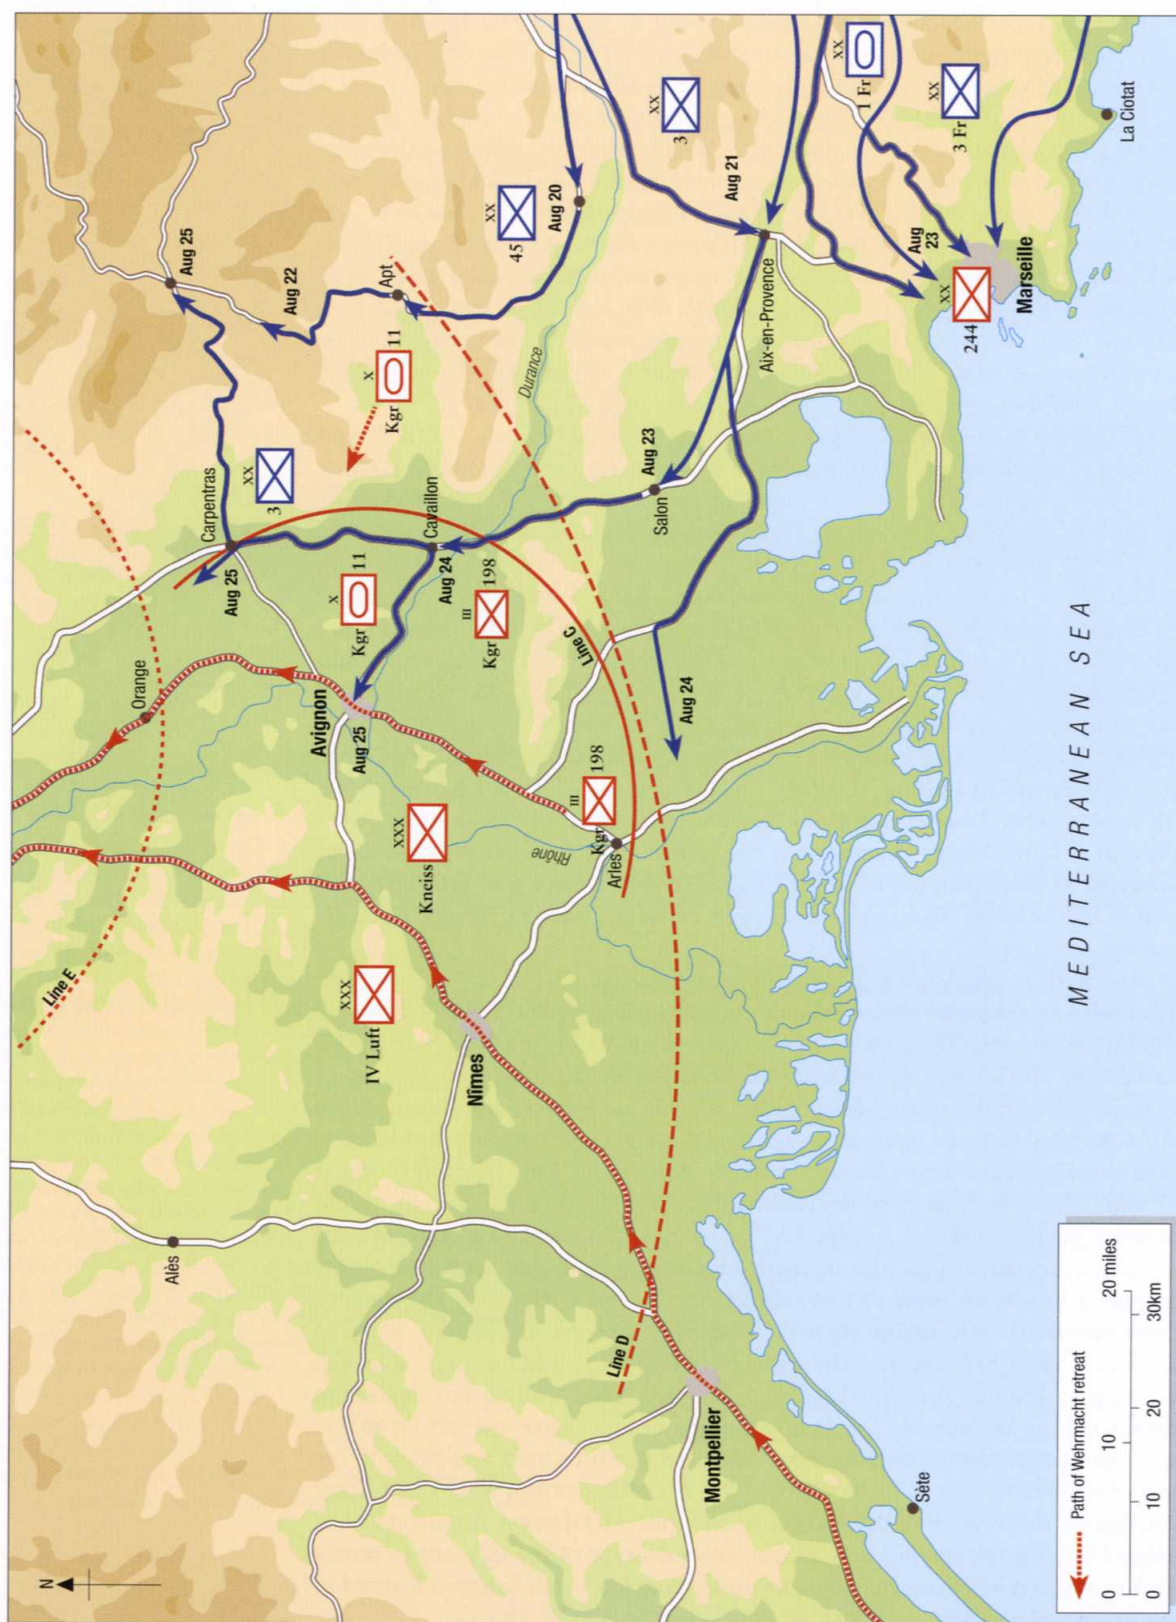 N
Alès
Line E
Orange
Carpentras
Aug 25
Aug 25
XX
3
Aug 22
Apt
X
Kgr 11
XX
45
Aug 20
XX
3
XX
1 Fr
XX
3 Fr
La Ciotat
Aug 21
Aug
23
XX
244
Marseille
Aix-en-Provence
Durance
Aug 23
Salon
Cavaillon
Aug 24
X
Kgr 11
III
Kgr 198
Line C
Avignon
Aug 25
XXX
Kneiss
Rhône
III
Kgr 198
Arles
Aug 24
XXX
IV Luft
Nîmes
Line D
Montpellier
Sète
MEDITERRANEAN SEA
Path of Wehrmacht retreat
0 10 20 miles
0 10 20 30km